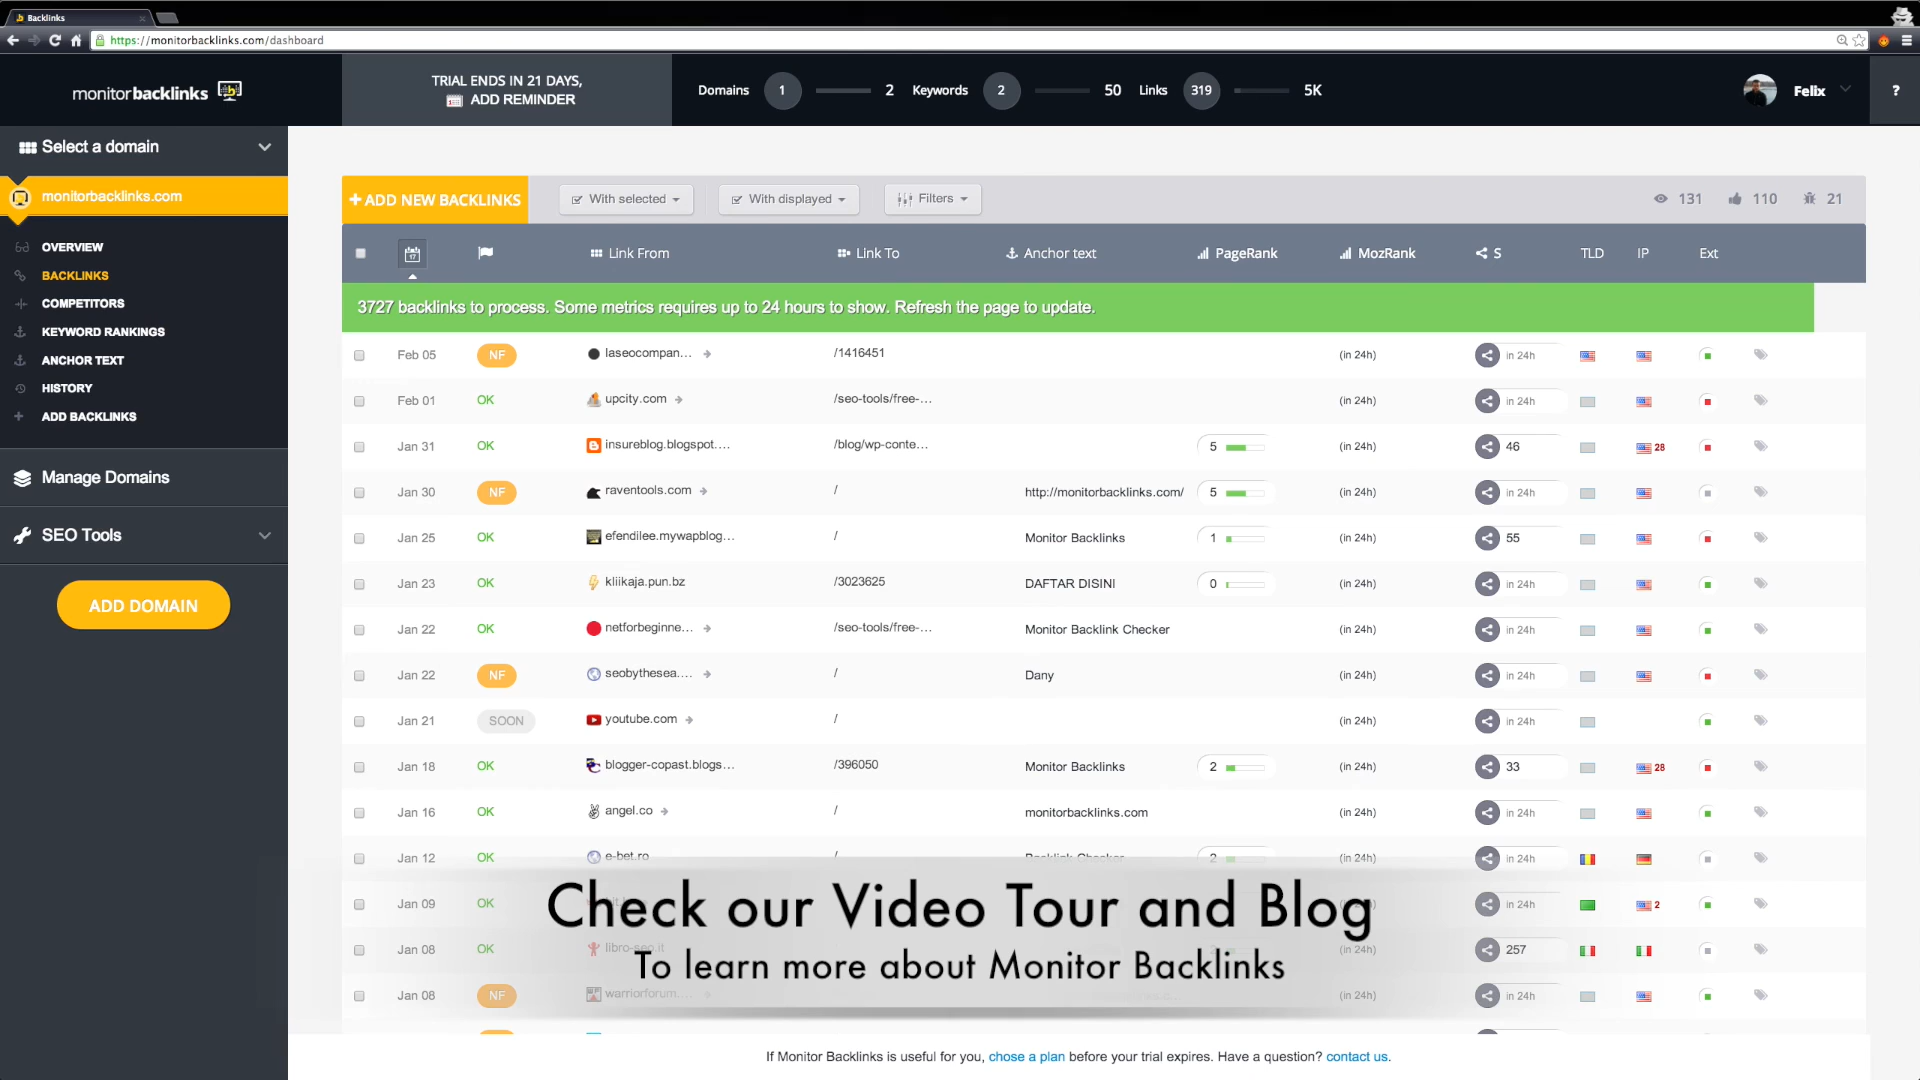 Backlinks
https://monitorbacklinks.com/dashboard
monitorbacklinks
TRIAL ENDS IN 21 DAYS,
ADD REMINDER
Domains 1 2 Keywords 2 50 Links 319 5K
Felix ?
Select a domain
monitorbacklinks.com
OVERVIEW
BACKLINKS
COMPETITORS
KEYWORD RANKINGS
ANCHOR TEXT
HISTORY
ADD BACKLINKS
Manage Domains
SEO Tools
ADD DOMAIN
+ ADD NEW BACKLINKS With selected With displayed Filters 131 110 21
17 Link From Link To Anchor text PageRank MozRank S TLD IP Ext
3727 backlinks to process. Some metrics requires up to 24 hours to show. Refresh the page to update.
Feb 05 NF laseocompan... /1416451 (in 24h) in 24h
Feb 01 OK upcity.com /seo-tools/free-... (in 24h) in 24h
Jan 31 OK insureblog.blogspot.... /blog/wp-conte... 5 (in 24h) 46 28
Jan 30 NF raventools.com / http://monitorbacklinks.com/ 5 (in 24h) in 24h
Jan 25 OK efendilee.mywapblog... / Monitor Backlinks 1 (in 24h) 55
Jan 23 OK kliikaja.pun.bz /3023625 DAFTAR DISINI 0 (in 24h) in 24h
Jan 22 OK netforbeginne... /seo-tools/free-... Monitor Backlink Checker (in 24h) in 24h
Jan 22 NF seobythesea.... / Dany (in 24h) in 24h
Jan 21 SOON youtube.com / (in 24h) in 24h
Jan 18 OK blogger-copast.blogs... /396050 Monitor Backlinks 2 (in 24h) 33 28
Jan 16 OK angel.co / monitorbacklinks.com (in 24h) in 24h
Jan 12 OK e-bet.ro / Backlink Checker 2 (in 24h) in 24h
Jan 09 OK in 24h 2
Jan 08 OK libro-seo.it (in 24h) 257
Jan 08 NF warriorforum.... (in 24h) in 24h
Check our Video Tour and Blog
To learn more about Monitor Backlinks
If Monitor Backlinks is useful for you, chose a plan before your trial expires. Have a question? contact us.